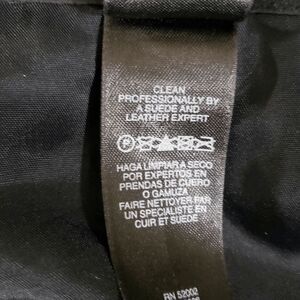 CLEAN
PROFESSIONALLY BY
A SUEDE AND
LEATHER EXPERT
P
HAGA LIMPIAR A SECO
POR EXPERTOS EN
PRENDAS DE CUERO
O GAMUZA
FAIRE NETTOYER PAR
UN SPECIALISTE EN
CUIR ET SUEDE
RN 52002